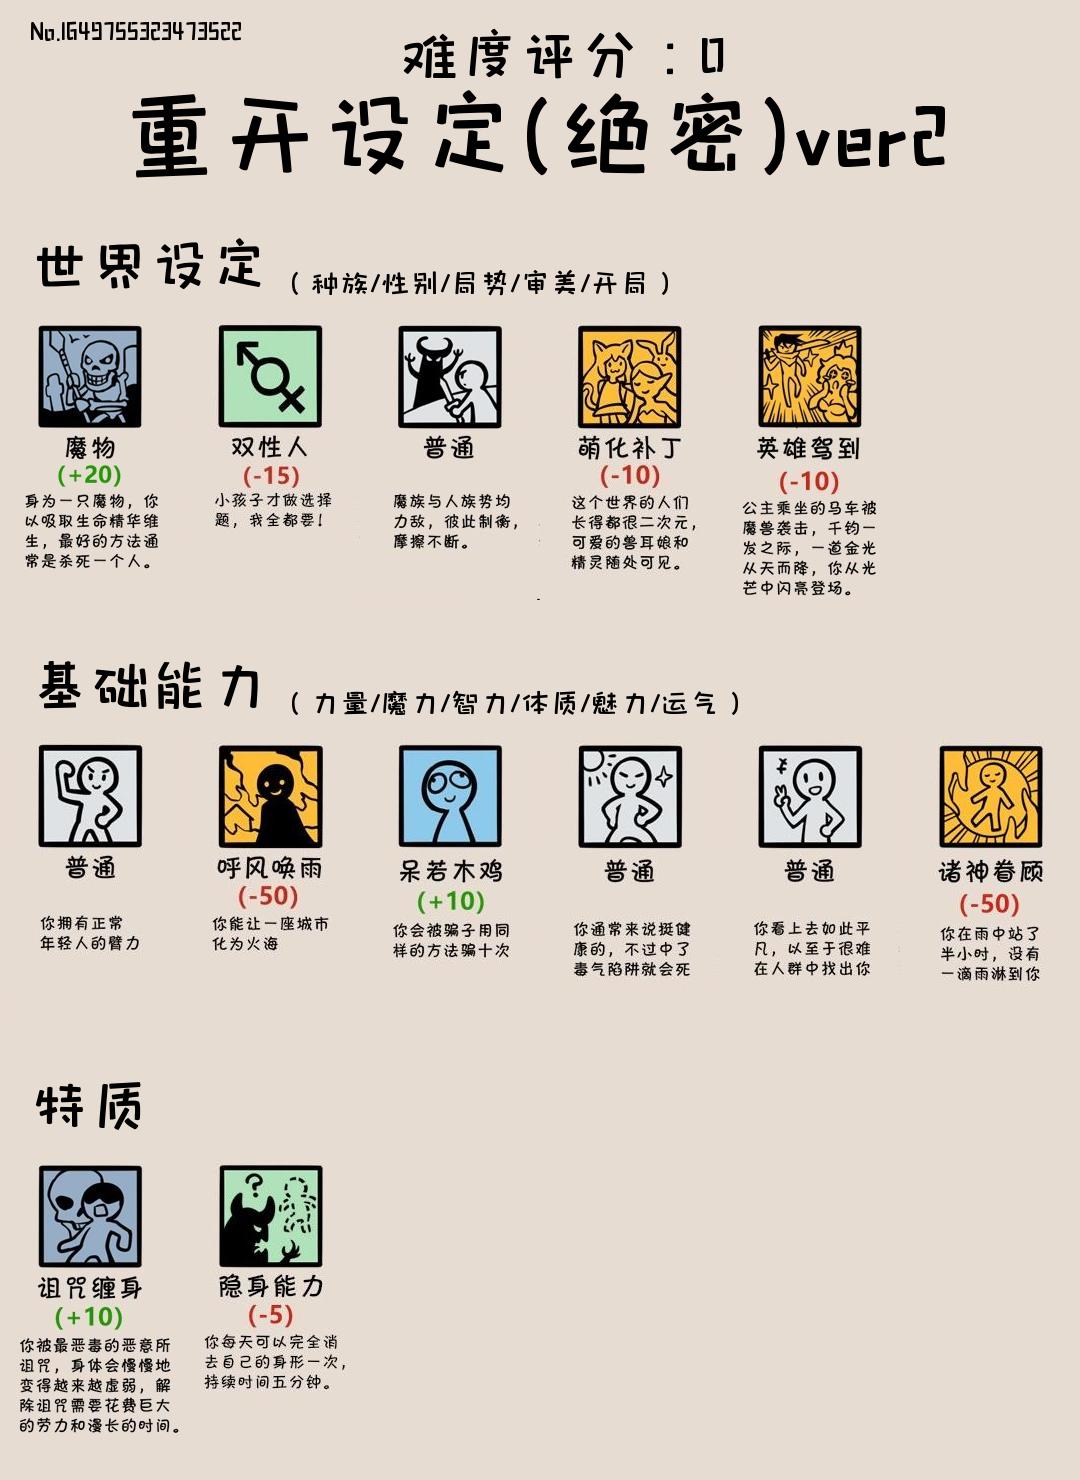 No.1649755323473522
难度评分：0
重开设定(绝密)ver2
世界设定（种族/性别/局势/审美/开局）
魔物
(+20)
身为一只魔物，你
以吸取生命精华维
生，最好的方法通
常是杀死一个人。
双性人
(-15)
小孩子才做选择
题，我全都要！
普通
魔族与人族势均
力敌，彼此制衡，
摩擦不断。
萌化补丁
(-10)
这个世界的人们
长得都很二次元，
可爱的兽耳娘和
精灵随处可见。
英雄驾到
(-10)
公主乘坐的马车被
魔兽袭击，千钧一
发之际，一道金光
从天而降，你从光
芒中闪亮登场。
基础能力（力量/魔力/智力/体质/魅力/运气）
普通
你拥有正常
年轻人的臂力
呼风唤雨
(-50)
你能让一座城市
化为火海
呆若木鸡
(+10)
你会被骗子用同
样的方法骗十次
普通
你通常来说挺健
康的，不过中了
毒气陷阱就会死
普通
你看上去如此平
凡，以至于很难
在人群中找出你
诸神眷顾
(-50)
你在雨中站了
半小时，没有
一滴雨淋到你
特质
诅咒缠身
(+10)
你被最恶毒的恶意所
诅咒，身体会慢慢地
变得越来越虚弱，解
除诅咒需要花费巨大
的劳力和漫长的时间。
隐身能力
(-5)
你每天可以完全消
去自己的身形一次，
持续时间五分钟。